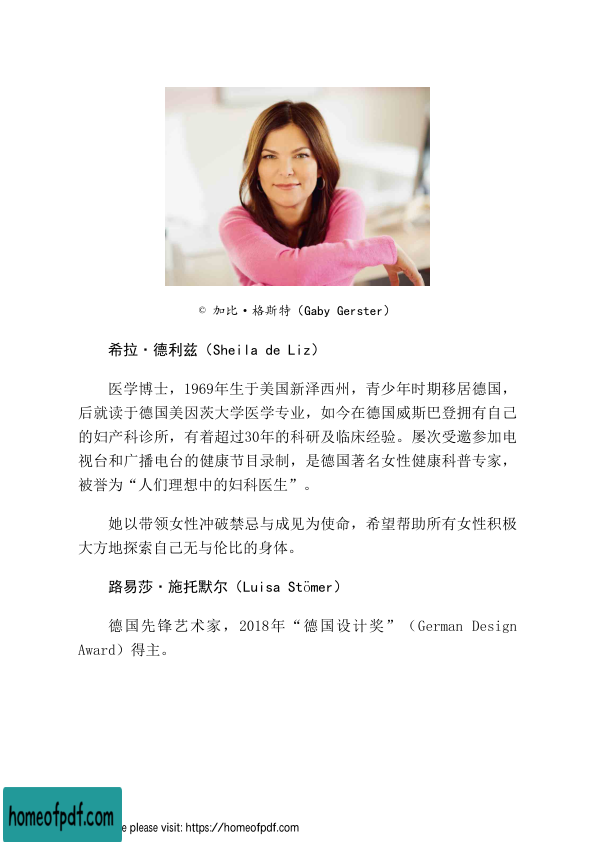 © 加比·格斯特（Gaby Gerster）
希拉·德利兹（Sheila de Liz）
医学博士，1969年生于美国新泽西州，青少年时期移居德国，
后就读于德国美因茨大学医学专业，如今在德国威斯巴登拥有自己
的妇产科诊所，有着超过30年的科研及临床经验。屡次受邀参加电
视台和广播电台的健康节目录制，是德国著名女性健康科普专家，
被誉为“人们理想中的妇科医生”。
她以带领女性冲破禁忌与成见为使命，希望帮助所有女性积极
大方地探索自己无与伦比的身体。
路易莎·施托默尔（Luisa Stömer）
德国先锋艺术家，2018年“德国设计奖”（German Design
Award）得主。
homeofpdf.com
please visit: https://homeofpdf.com